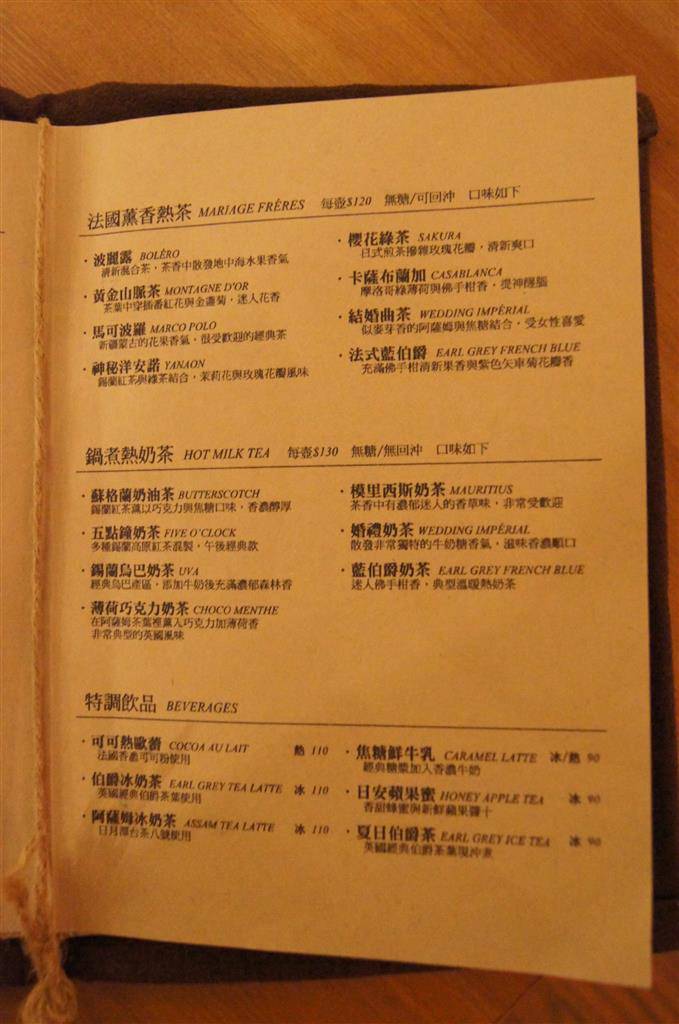 法國薰香熱茶 MARIAGE FRÉRES 每壺$120 無糖/可回沖 口味如下
· 波麗露 BOLÉRO
清新混合茶，茶香中散發地中海水果香氣
· 黃金山脈茶 MONTAGNE D'OR
茶葉中穿插番紅花與金盞菊，迷人花香
· 馬可波羅 MARCO POLO
新疆蒙古的花果香氣，很受歡迎的經典茶
· 神秘洋安諾 YANAON
錫蘭紅茶與綠茶結合，茉莉花與玫瑰花瓣風味
· 櫻花綠茶 SAKURA
日式煎茶摻雜玫瑰花瓣，清新爽口
· 卡薩布蘭加 CASABLANCA
摩洛哥綠薄荷與佛手柑香，提神醒腦
· 結婚曲茶 WEDDING IMPÉRIAL
似麥芽香的阿薩姆與焦糖結合，受女性喜愛
· 法式藍伯爵 EARL GREY FRENCH BLUE
充滿佛手柑清新果香與紫色矢車菊花瓣香
鍋煮熱奶茶 HOT MILK TEA 每壺$130 無糖/無回沖 口味如下
· 蘇格蘭奶油茶 BUTTERSCOTCH
錫蘭紅茶薰以巧克力與焦糖口味，香濃醇厚
· 五點鐘奶茶 FIVE O'CLOCK
多種錫蘭高原紅茶混製，午後經典款
· 錫蘭烏巴奶茶 UVA
經典烏巴產區，添加牛奶後充滿濃郁森林香
· 薄荷巧克力奶茶 CHOCO MENTHE
在阿薩姆茶葉裡薰入巧克力加薄荷香
非常典型的英國風味
· 模里西斯奶茶 MAURITIUS
茶香中有濃郁迷人的香草味，非常受歡迎
· 婚禮奶茶 WEDDING IMPÉRIAL
散發非常獨特的牛奶糖香氣，滋味香濃順口
· 藍伯爵奶茶 EARL GREY FRENCH BLUE
迷人佛手柑香，典型溫暖熱奶茶
特調飲品 BEVERAGES
· 可可熱歐蕾 COCOA AU LAIT 熱 110
法國香濃可可粉使用
· 伯爵冰奶茶 EARL GREY TEA LATTE 冰 110
英國經典伯爵茶葉使用
· 阿薩姆冰奶茶 ASSAM TEA LATTE 冰 110
日月潭台茶八號使用
· 焦糖鮮牛乳 CARAMEL LATTE 冰/熱 90
經典糖漿加入香濃牛奶
· 日安蘋果蜜 HONEY APPLE TEA 冰 90
香甜蜂蜜與新鮮蘋果醬汁
· 夏日伯爵茶 EARL GREY ICE TEA 冰 90
英國經典伯爵茶葉現沖煮